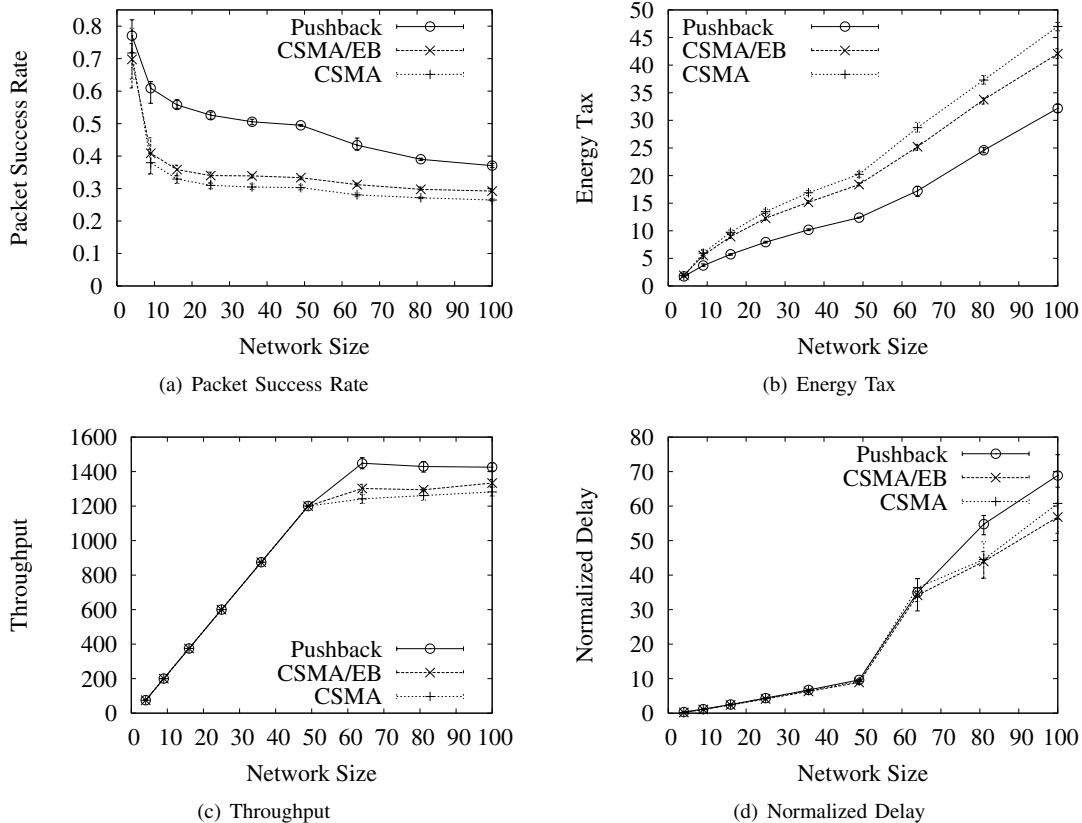 Packet Success Rate
0.8
0.7
0.6
0.5
0.4
0.3
0.2
0.1
0
Pushback
CSMA/EB
CSMA
0 10 20 30 40 50 60 70 80 90 100
Network Size
(a) Packet Success Rate
Energy Tax
50
45
40
35
30
25
20
15
10
5
0
Pushback
CSMA/EB
CSMA
0 10 20 30 40 50 60 70 80 90 100
Network Size
(b) Energy Tax
Throughput
1600
1400
1200
1000
800
600
400
200
0
Pushback
CSMA/EB
CSMA
0 10 20 30 40 50 60 70 80 90 100
Network Size
(c) Throughput
Normalized Delay
80
70
60
50
40
30
20
10
0
Pushback
CSMA/EB
CSMA
0 10 20 30 40 50 60 70 80 90 100
Network Size
(d) Normalized Delay